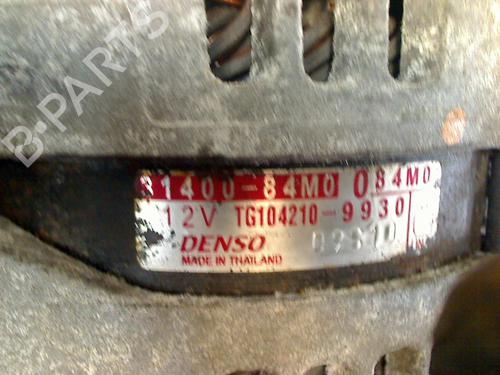 B-PARTS
31400-84M0 084M0
12V TG104210-9930
DENSO
MADE IN THAILAND